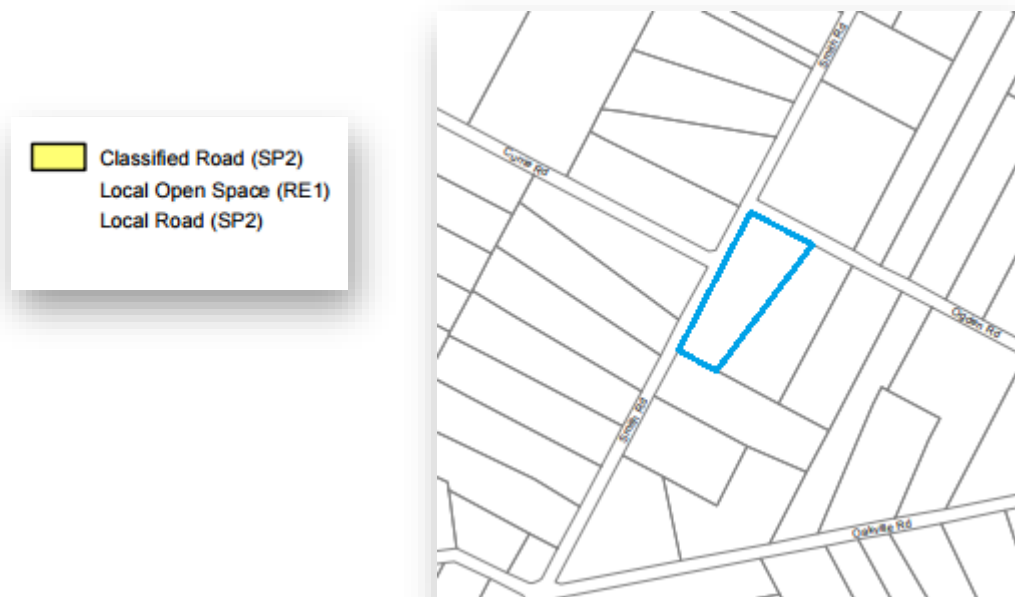 Classified Road (SP2)
Local Open Space (RE1)
Local Road (SP2)
Smith Rd
Currie Rd
Ogden Rd
Smith Rd
Oakville Rd